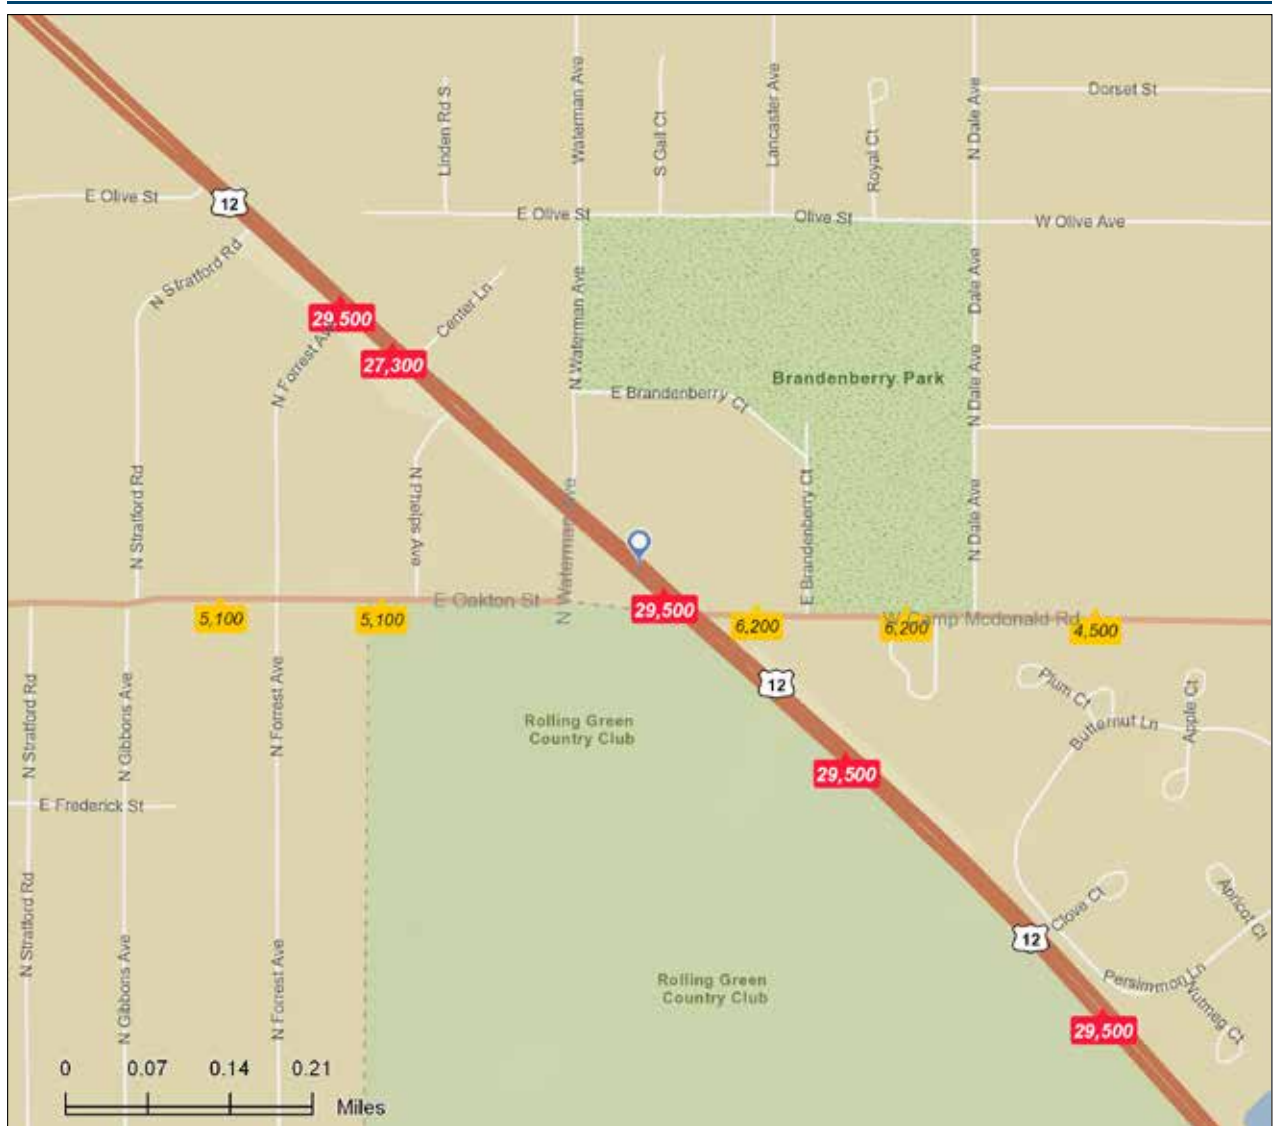 Linden Rd S
Waterman Ave
S Gail Ct
Lancaster Ave
Royal Ct
N Dale Ave
Dorset St
E Olive St
12
E Olive St
Olive St
W Olive Ave
N Stratford Rd
Center Ln
N Waterman Ave
Dale Ave
29,500
N Forrest Ave
27,300
Brandenberry Park
N Dale Ave
E Brandenberry Ct
N Stratford Rd
N Phelps Ave
N Waterman Ave
E Brandenberry Ct
N Dale Ave
E Oakton St
5,100
5,100
29,500
6,200
6,200
W Camp Mcdonald Rd
4,500
12
N Stratford Rd
N Gibbons Ave
N Forrest Ave
Rolling Green
Country Club
Plum Ct
Butternut Ln
Apple Ct
29,500
E Frederick St
N Stratford Rd
N Gibbons Ave
N Forrest Ave
Clove Ct
Apricot Ct
12
Rolling Green
Country Club
Persimmon Ln
Nutmeg Ct
29,500
0 0.07 0.14 0.21
Miles